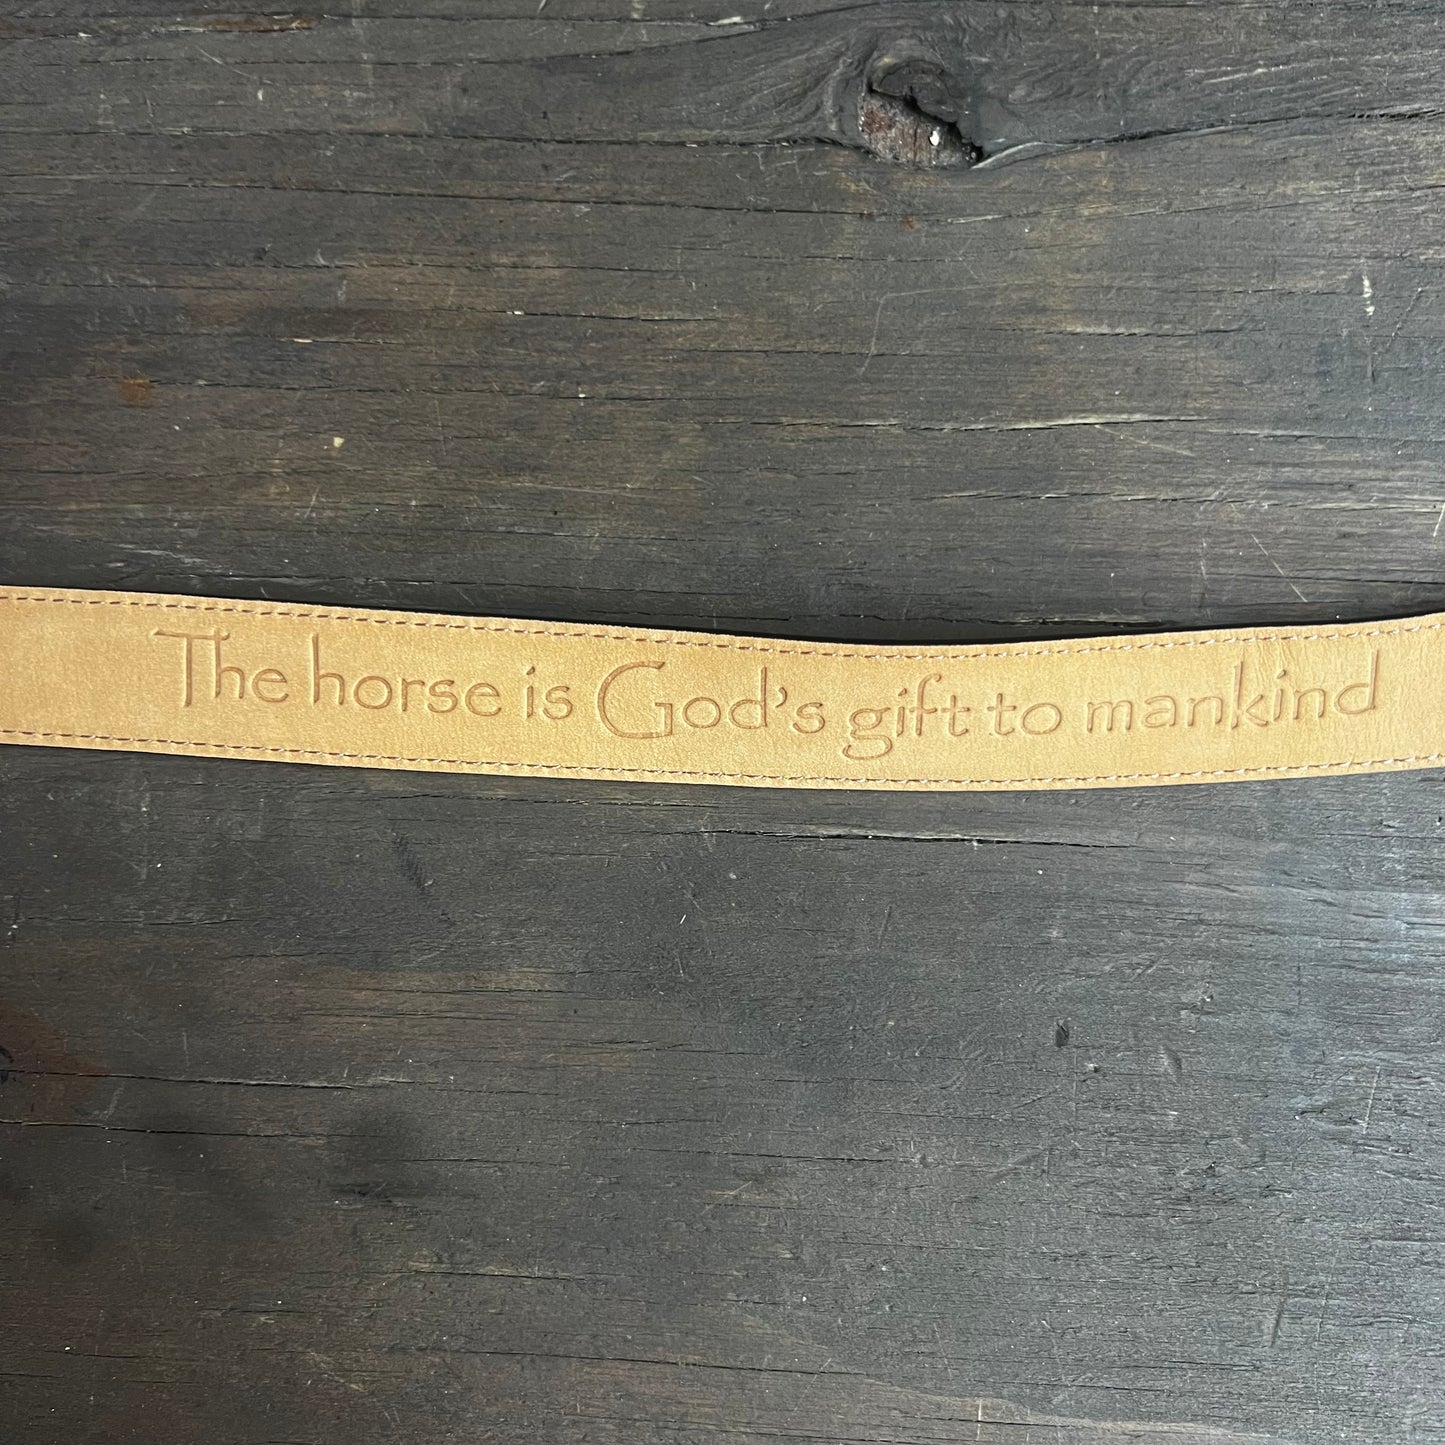 The horse is God's gift to mankind